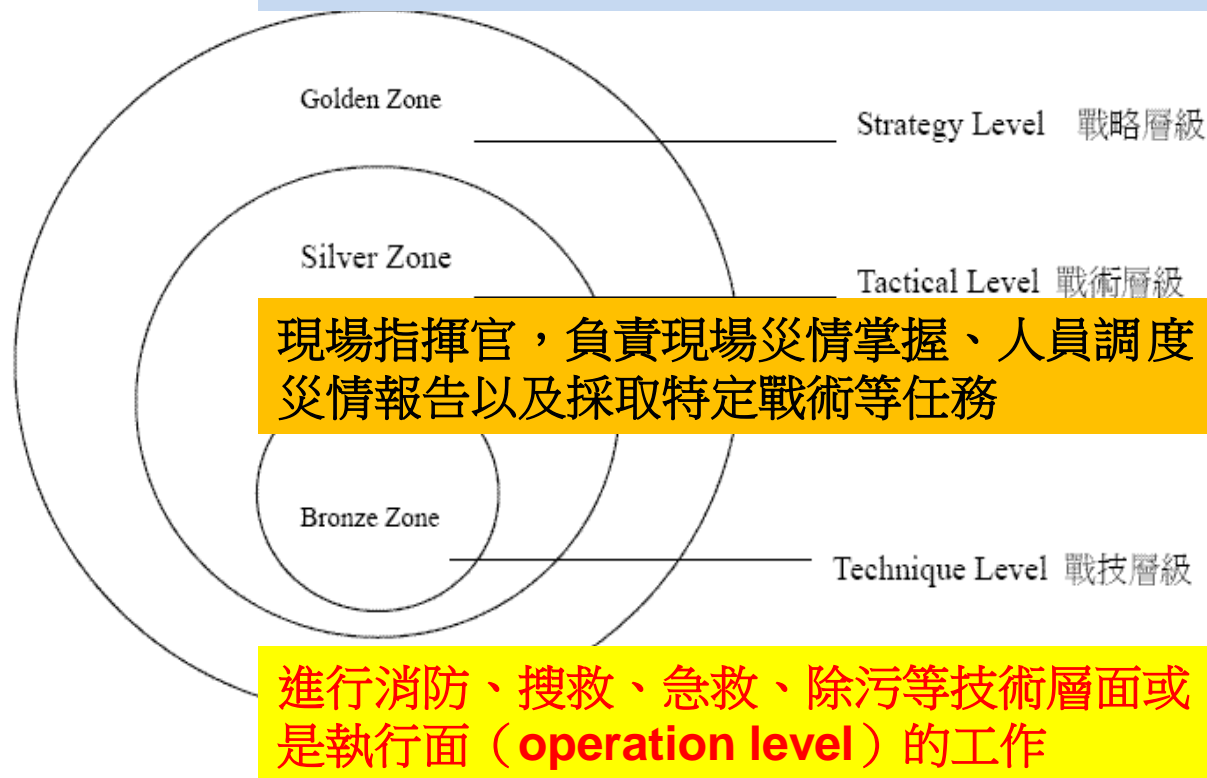 Golden Zone
Strategy Level 戰略層級
Silver Zone
Tactical Level 戰術層級
現場指揮官，負責現場災情掌握、人員調度
災情報告以及採取特定戰術等任務
Bronze Zone
Technique Level 戰技層級
進行消防、搜救、急救、除污等技術層面或
是執行面（operation level）的工作